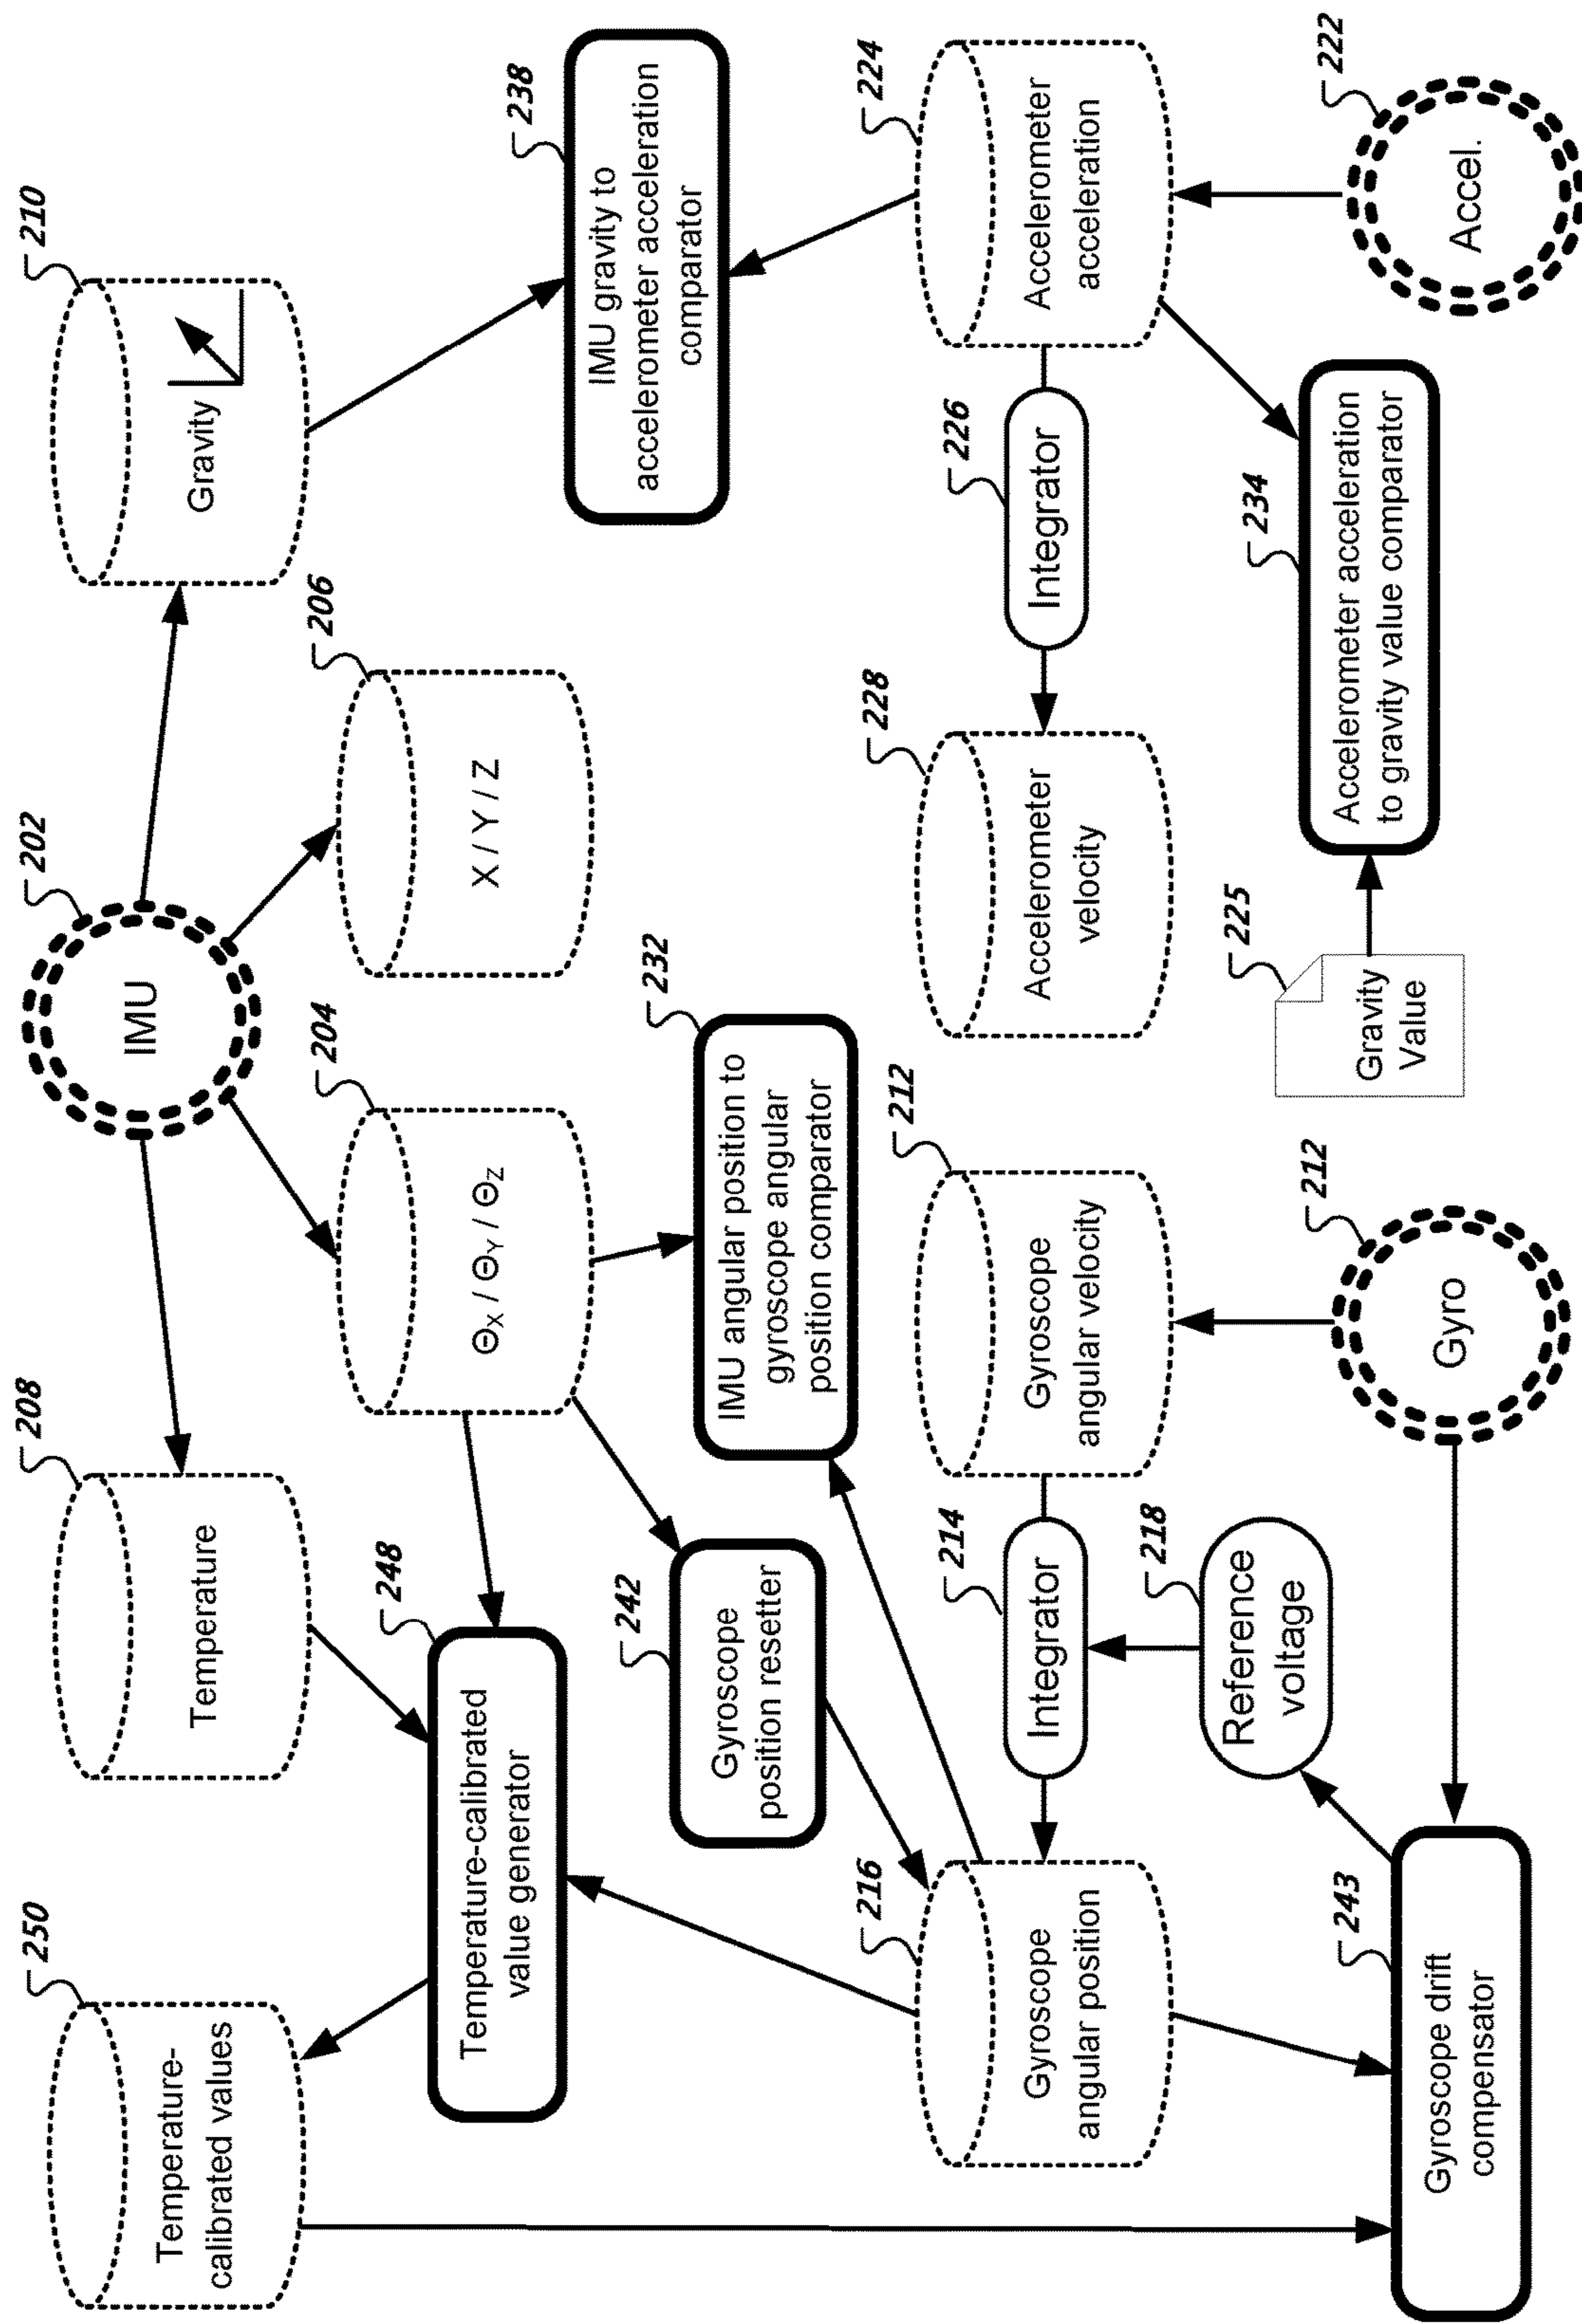 250
Temperature-
calibrated values
208
Temperature
202
IMU
210
Gravity
248
Temperature-calibrated
value generator
204
ΘX / ΘY / ΘZ
206
X / Y / Z
238
IMU gravity to
accelerometer acceleration
comparator
242
Gyroscope
position resetter
232
IMU angular position to
gyroscope angular
position comparator
216
Gyroscope
angular position
214
Integrator
212
Gyroscope
angular velocity
228
Accelerometer
velocity
226
Integrator
224
Accelerometer
acceleration
218
Reference
voltage
225
Gravity
Value
234
Accelerometer acceleration
to gravity value comparator
243
Gyroscope drift
compensator
212
Gyro
222
Accel.